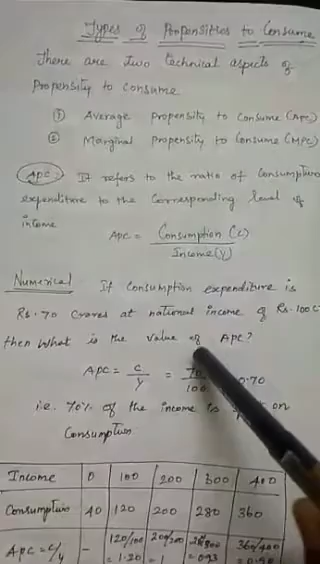 Types of Propensities to Consume
There are two technical aspects of
Propensity to consume
① Average Propensity to Consume (APC)
② Marginal Propensity to Consume (MPC)
APC: It refers to the ratio of Consumption
expenditure to the Corresponding level of
income
APC = Consumption (C)
Income (Y)
Numerical If Consumption expenditure is
Rs. 70 Crores at national income of Rs. 100 C
then What is the value of APC?
APC = C / Y = 70 / 100 0.70
i.e. 70% of the income is on
Consumption
Income 0 100 200 300 400
Consumption 40 120 200 280 360
APC = C/Y - 120/100 200/200 360/400
= 1.20 = 1 = 0.93